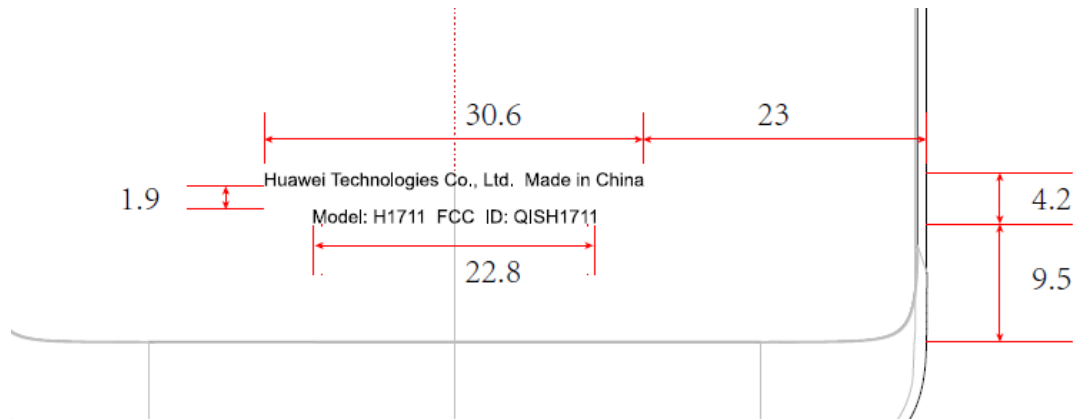 30.6 23
Huawei Technologies Co., Ltd. Made in China
1.9 4.2
Model: H1711 FCC ID: QISH1711
22.8 9.5